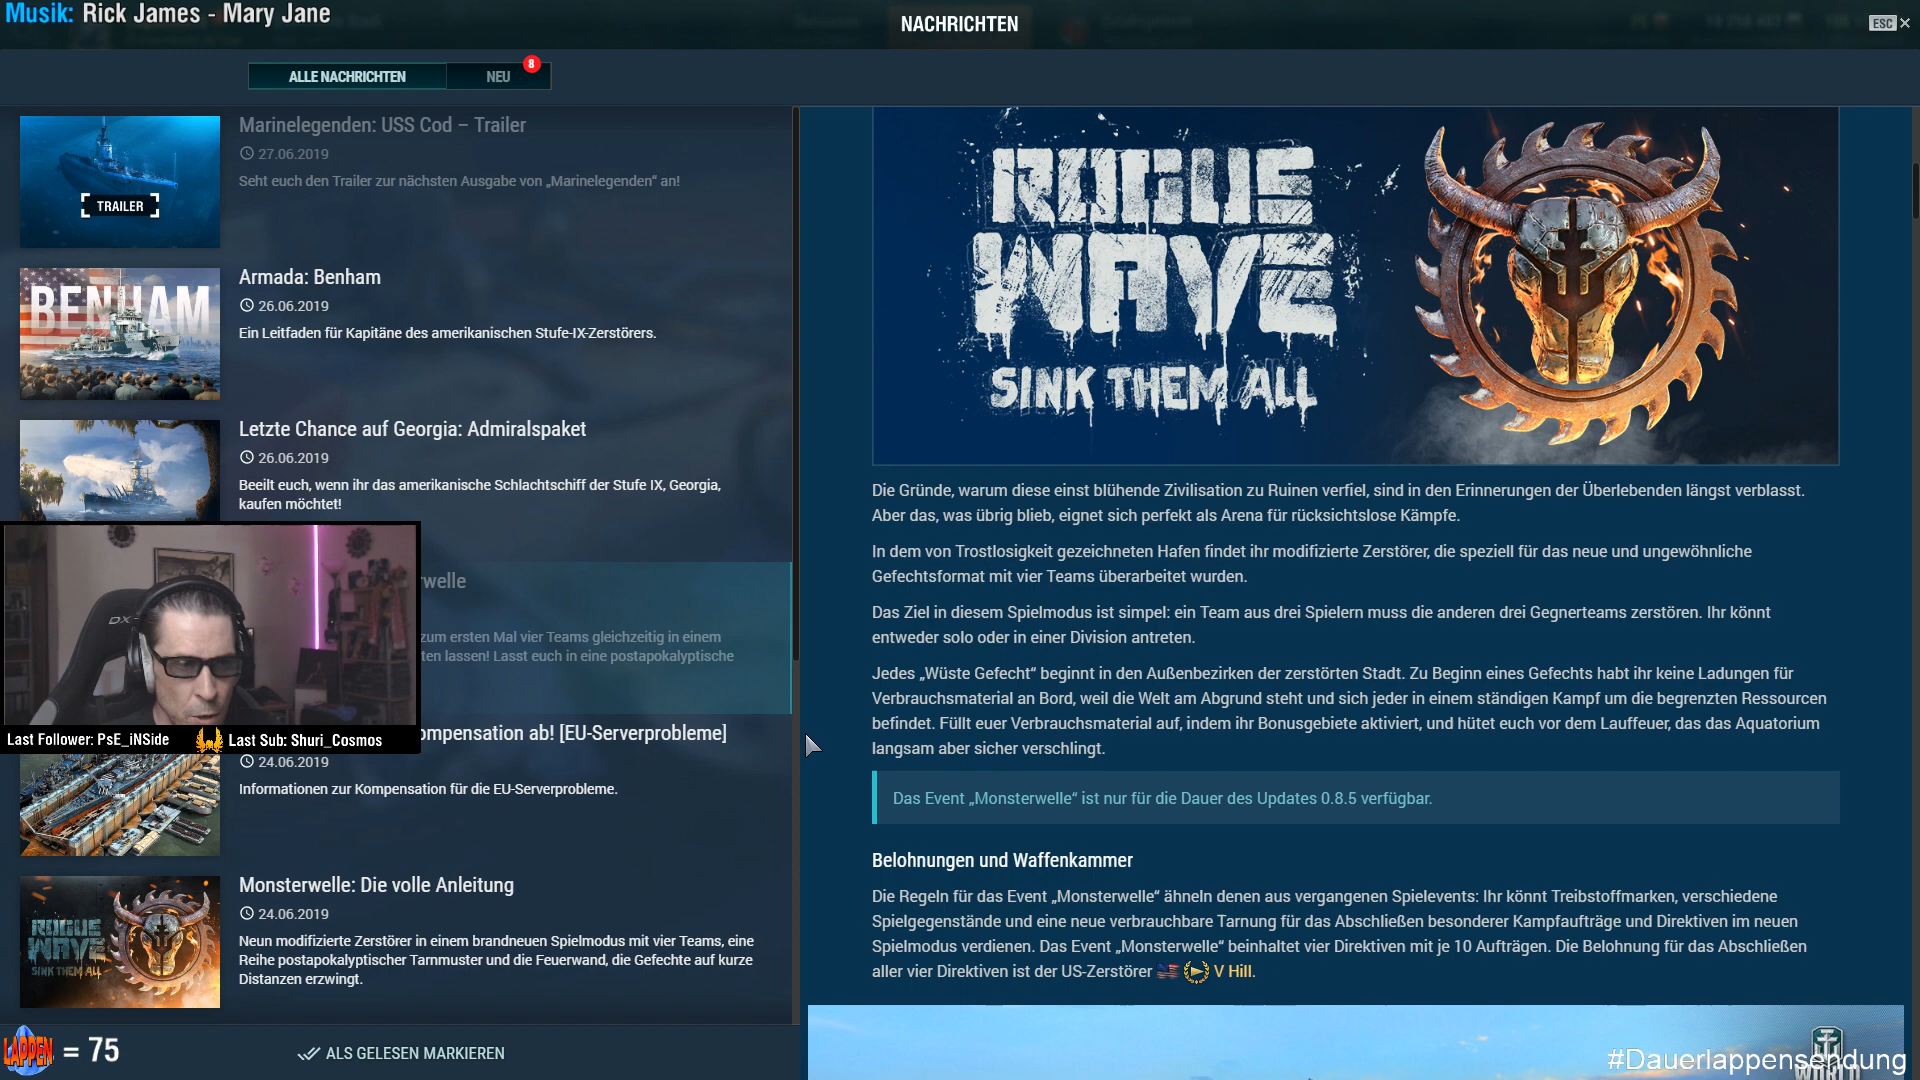 Musik: Rick James - Mary Jane
NACHRICHTEN
ESC
ALLE NACHRICHTEN
NEU
8
Marinelegenden: USS Cod – Trailer
27.06.2019
Seht euch den Trailer zur nächsten Ausgabe von „Marinelegenden“ an!
TRAILER
Armada: Benham
26.06.2019
Ein Leitfaden für Kapitäne des amerikanischen Stufe-IX-Zerstörers.
BENHAM
Letzte Chance auf Georgia: Admiralspaket
26.06.2019
Beeilt euch, wenn ihr das amerikanische Schlachtschiff der Stufe IX, Georgia,
kaufen möchtet!
rwelle
zum ersten Mal vier Teams gleichzeitig in einem
ten lassen! Lasst euch in eine postapokalyptische
DX
Last Follower: PsE_iNSide
Last Sub: Shuri_Cosmos
ompensation ab! [EU-Serverprobleme]
24.06.2019
Informationen zur Kompensation für die EU-Serverprobleme.
Monsterwelle: Die volle Anleitung
24.06.2019
Neun modifizierte Zerstörer in einem brandneuen Spielmodus mit vier Teams, eine
Reihe postapokalyptischer Tarnmuster und die Feuerwand, die Gefechte auf kurze
Distanzen erzwingt.
ROGUE
WAVE
SINK THEM ALL
LAPPEN = 75
ALS GELESEN MARKIEREN
ROGUE
WAVE
SINK THEM ALL
Die Gründe, warum diese einst blühende Zivilisation zu Ruinen verfiel, sind in den Erinnerungen der Überlebenden längst verblasst.
Aber das, was übrig blieb, eignet sich perfekt als Arena für rücksichtslose Kämpfe.
In dem von Trostlosigkeit gezeichneten Hafen findet ihr modifizierte Zerstörer, die speziell für das neue und ungewöhnliche
Gefechtsformat mit vier Teams überarbeitet wurden.
Das Ziel in diesem Spielmodus ist simpel: ein Team aus drei Spielern muss die anderen drei Gegnerteams zerstören. Ihr könnt
entweder solo oder in einer Division antreten.
Jedes „Wüste Gefecht“ beginnt in den Außenbezirken der zerstörten Stadt. Zu Beginn eines Gefechts habt ihr keine Ladungen für
Verbrauchsmaterial an Bord, weil die Welt am Abgrund steht und sich jeder in einem ständigen Kampf um die begrenzten Ressourcen
befindet. Füllt euer Verbrauchsmaterial auf, indem ihr Bonusgebiete aktiviert, und hütet euch vor dem Lauffeuer, das das Aquatorium
langsam aber sicher verschlingt.
Das Event „Monsterwelle“ ist nur für die Dauer des Updates 0.8.5 verfügbar.
Belohnungen und Waffenkammer
Die Regeln für das Event „Monsterwelle“ ähneln denen aus vergangenen Spielevents: Ihr könnt Treibstoffmarken, verschiedene
Spielgegenstände und eine neue verbrauchbare Tarnung für das Abschließen besonderer Kampfaufträge und Direktiven im neuen
Spielmodus verdienen. Das Event „Monsterwelle“ beinhaltet vier Direktiven mit je 10 Aufträgen. Die Belohnung für das Abschließen
aller vier Direktiven ist der US-Zerstörer V Hill.
WORLD
#Dauerlappensendung